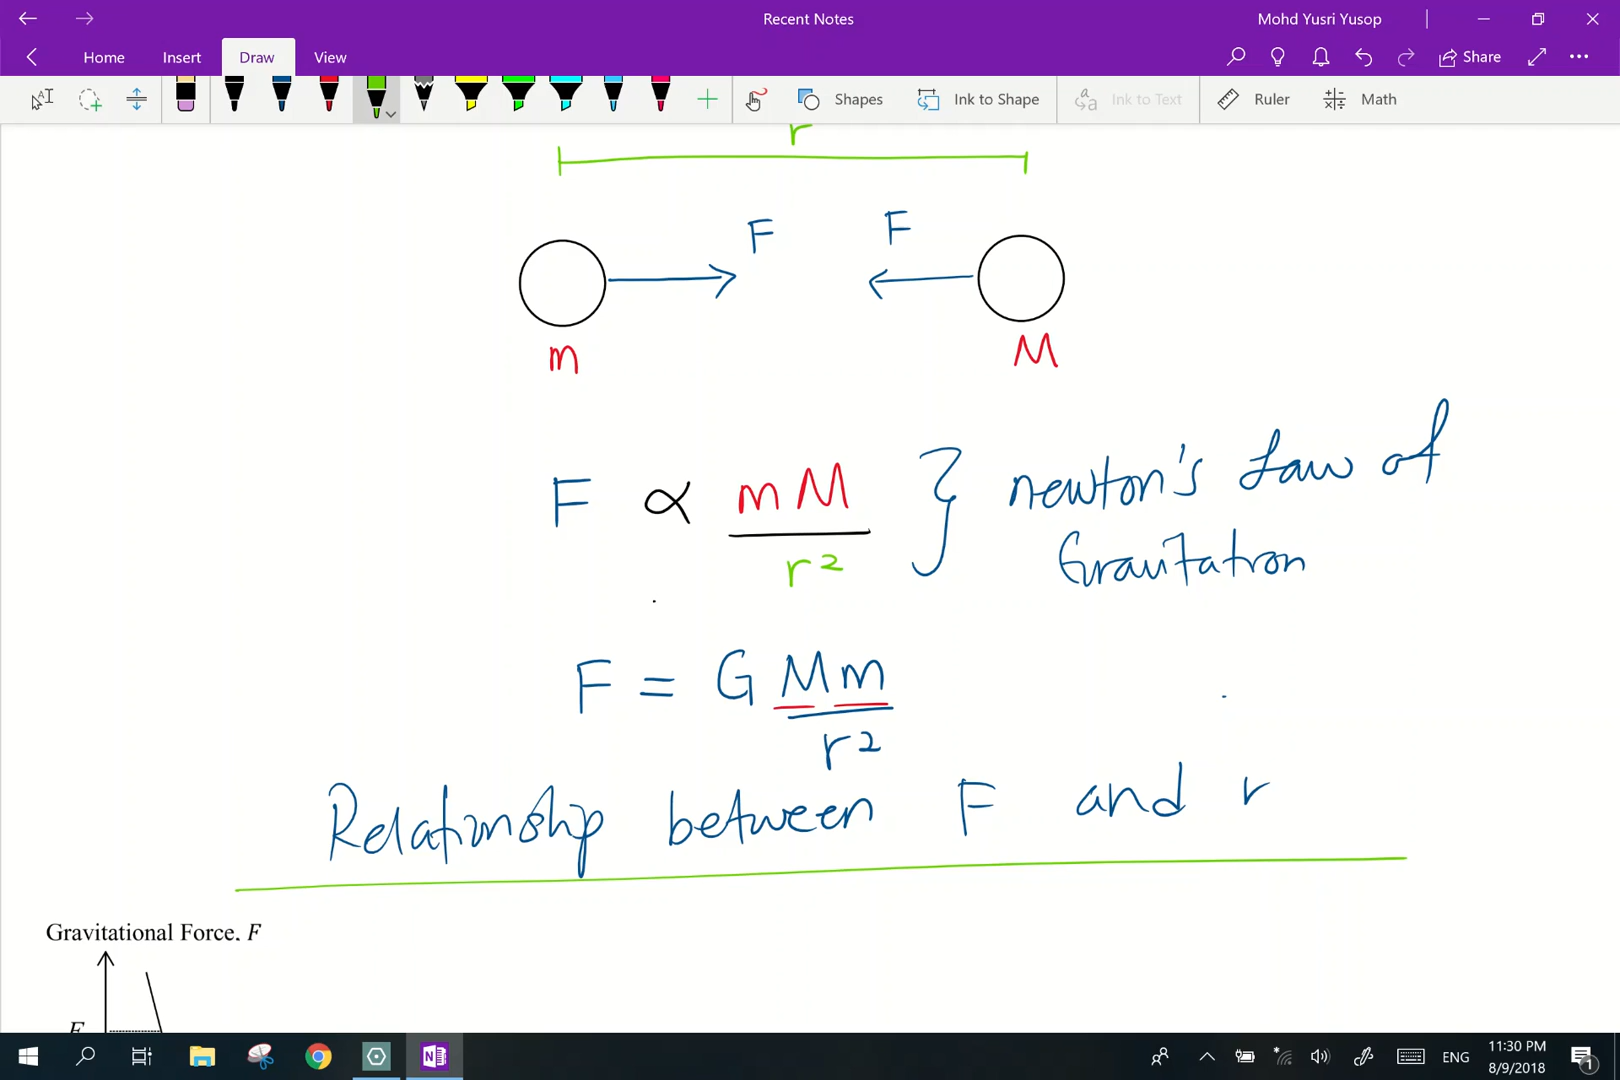 Recent Notes
Mohd Yusri Yusop
Home Insert Draw View
Share
Shapes
Ink to Shape
Ink to Text
Ruler
Math
r
F F
m M
F ∝ mM / r² } newton's Law of
Gravitation
F = G Mm / r²
Relationship between F and r
Gravitational Force, F
F
ENG
11:30 PM
8/9/2018
1